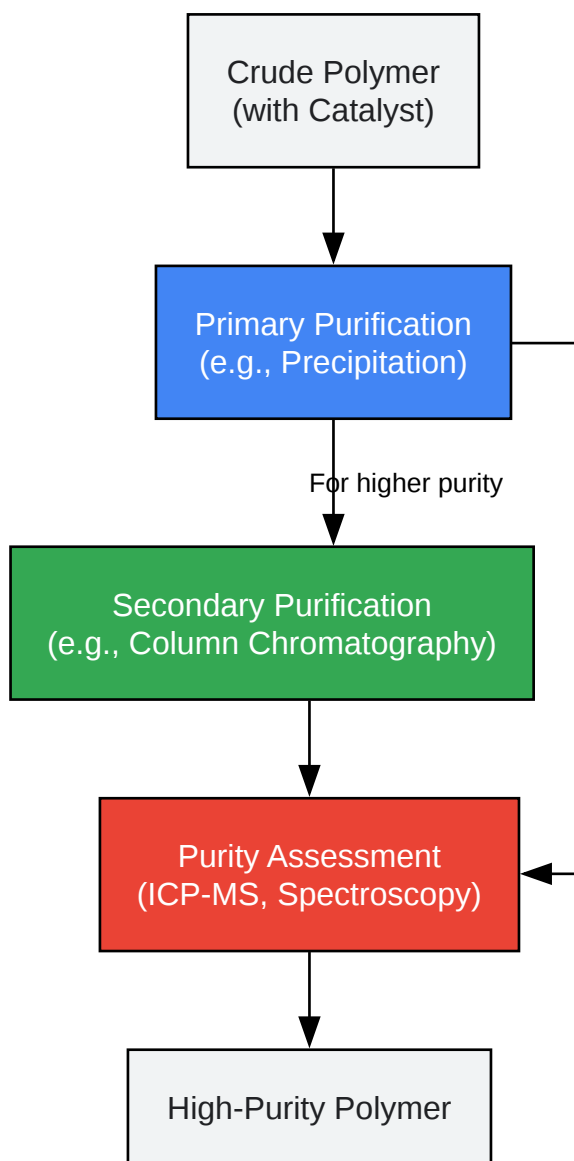 Crude Polymer
(with Catalyst)
Primary Purification
(e.g., Precipitation)
For higher purity
Secondary Purification
(e.g., Column Chromatography)
Purity Assessment
(ICP-MS, Spectroscopy)
High-Purity Polymer